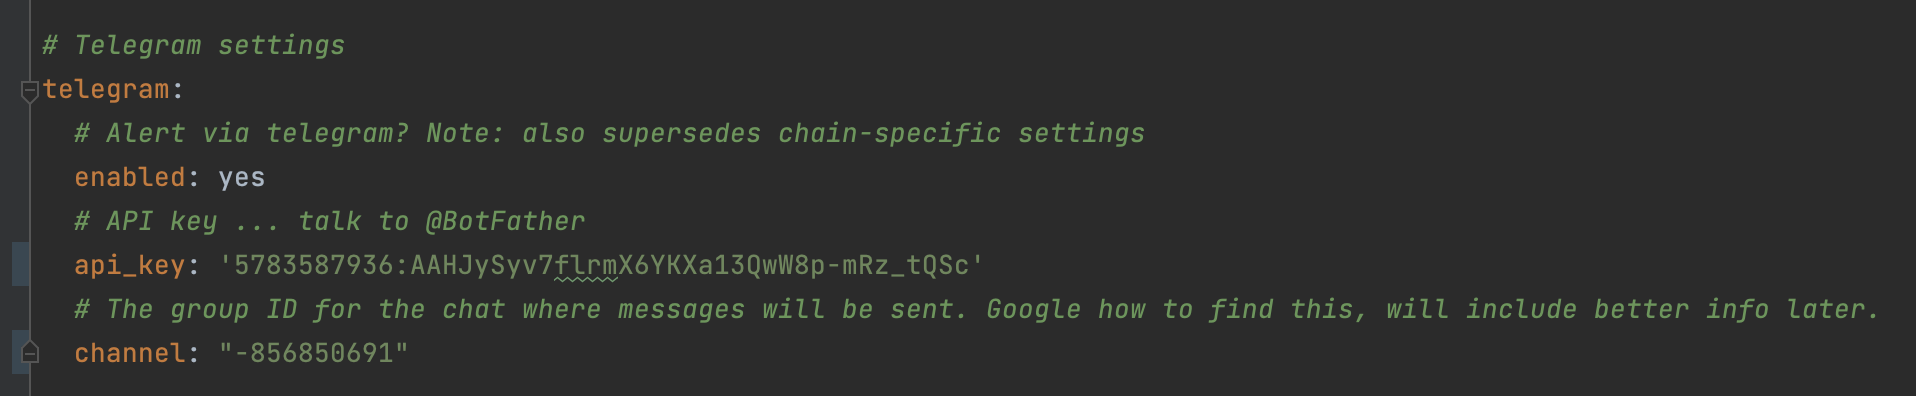 # Telegram settings
telegram:
# Alert via telegram? Note: also supersedes chain-specific settings
enabled: yes
# API key ... talk to @BotFather
api_key: '5783587936:AAHJySyv7flrmX6YKXa13QwW8p-mRz_tQSc'
# The group ID for the chat where messages will be sent. Google how to find this, will include better info later.
channel: "-856850691"